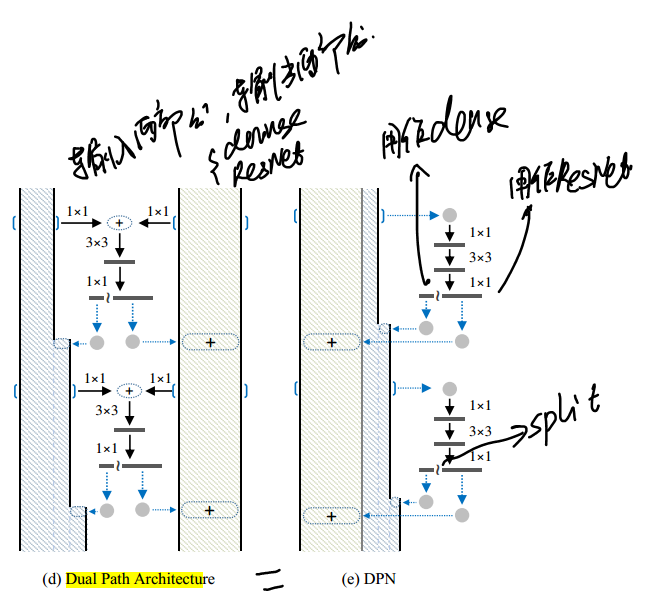 输入两部分
输出两部分
{ dense
ResNet
用作dense
用作ResNet
1×1 + 1×1
3×3
1×1
+
1×1 + 1×1
3×3
1×1
+
1×1
3×3
1×1
+
1×1
3×3
1×1
split
+
(d) Dual Path Architecture
=
(e) DPN